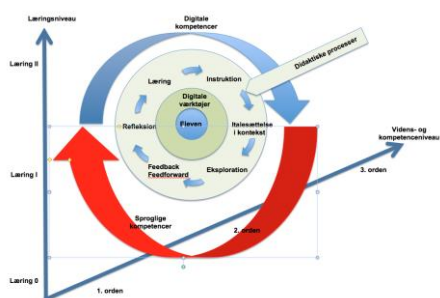 Læringsniveau
Digitale
kompetencer
Læring II
Didaktiske processer
Læring
Instruktion
Digitale
værktøjer
Eleven
Refleksion
Italesættelse
i kontekst
Videns- og
kompetenceniveau
Læring I
Feedback
Feedforward
Eksploration
3. orden
Sproglige
kompetencer
2. orden
Læring 0
1. orden